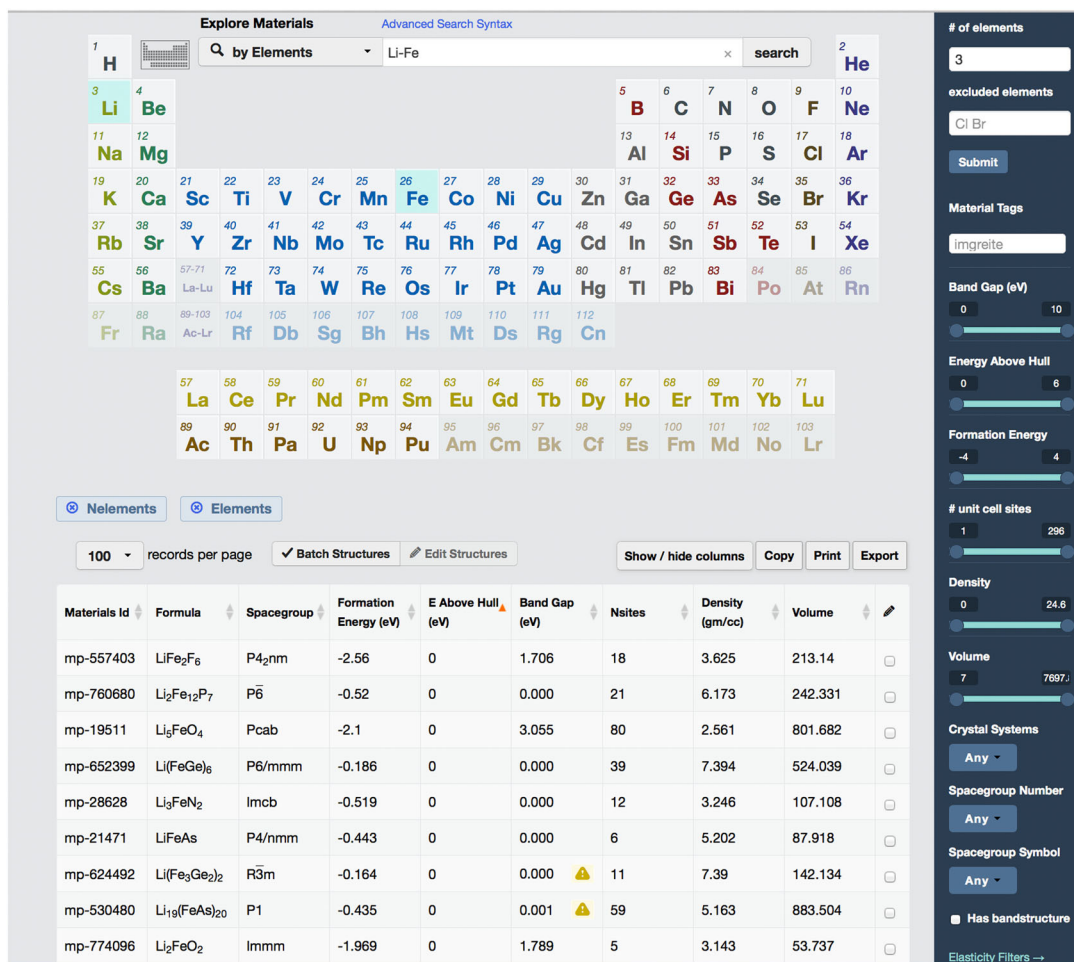 Explore Materials Advanced Search Syntax
by Elements Li-Fe × search
1 2
H He
3 4 5 6 7 8 9 10
Li Be B C N O F Ne
11 12 13 14 15 16 17 18
Na Mg Al Si P S Cl Ar
19 20 21 22 23 24 25 26 27 28 29 30 31 32 33 34 35 36
K Ca Sc Ti V Cr Mn Fe Co Ni Cu Zn Ga Ge As Se Br Kr
37 38 39 40 41 42 43 44 45 46 47 48 49 50 51 52 53 54
Rb Sr Y Zr Nb Mo Tc Ru Rh Pd Ag Cd In Sn Sb Te I Xe
55 56 57-71 72 73 74 75 76 77 78 79 80 81 82 83 84 85 86
Cs Ba La-Lu Hf Ta W Re Os Ir Pt Au Hg Tl Pb Bi Po At Rn
87 88 89-103 104 105 106 107 108 109 110 111 112
Fr Ra Ac-Lr Rf Db Sg Bh Hs Mt Ds Rg Cn
57 58 59 60 61 62 63 64 65 66 67 68 69 70 71
La Ce Pr Nd Pm Sm Eu Gd Tb Dy Ho Er Tm Yb Lu
89 90 91 92 93 94 95 96 97 98 99 100 101 102 103
Ac Th Pa U Np Pu Am Cm Bk Cf Es Fm Md No Lr
Nelements Elements
100 records per page Batch Structures Edit Structures Show / hide columns Copy Print Export
Materials Id Formula Spacegroup Formation Energy (eV) E Above Hull (eV) Band Gap (eV) Nsites Density (gm/cc) Volume
mp-557403 LiFe₂F₆ P4₂nm -2.56 0 1.706 18 3.625 213.14
mp-760680 Li₂Fe₁₂P₇ P6̅ -0.52 0 0.000 21 6.173 242.331
mp-19511 Li₅FeO₄ Pcab -2.1 0 3.055 80 2.561 801.682
mp-652399 Li(FeGe)₆ P6/mmm -0.186 0 0.000 39 7.394 524.039
mp-28628 Li₃FeN₂ Imcb -0.519 0 0.000 12 3.246 107.108
mp-21471 LiFeAs P4/nmm -0.443 0 0.000 6 5.202 87.918
mp-624492 Li(Fe₃Ge₂)₂ R3̅m -0.164 0 0.000 11 7.39 142.134
mp-530480 Li₁₉(FeAs)₂₀ P1 -0.435 0 0.001 59 5.163 883.504
mp-774096 Li₂FeO₂ Immm -1.969 0 1.789 5 3.143 53.737
# of elements
3
excluded elements
Cl Br
Submit
Material Tags
imgreite
Band Gap (eV)
0 10
Energy Above Hull
0 6
Formation Energy
-4 4
# unit cell sites
1 296
Density
0 24.6
Volume
7 7697.
Crystal Systems
Any
Spacegroup Number
Any
Spacegroup Symbol
Any
Has bandstructure
Elasticity Filters →